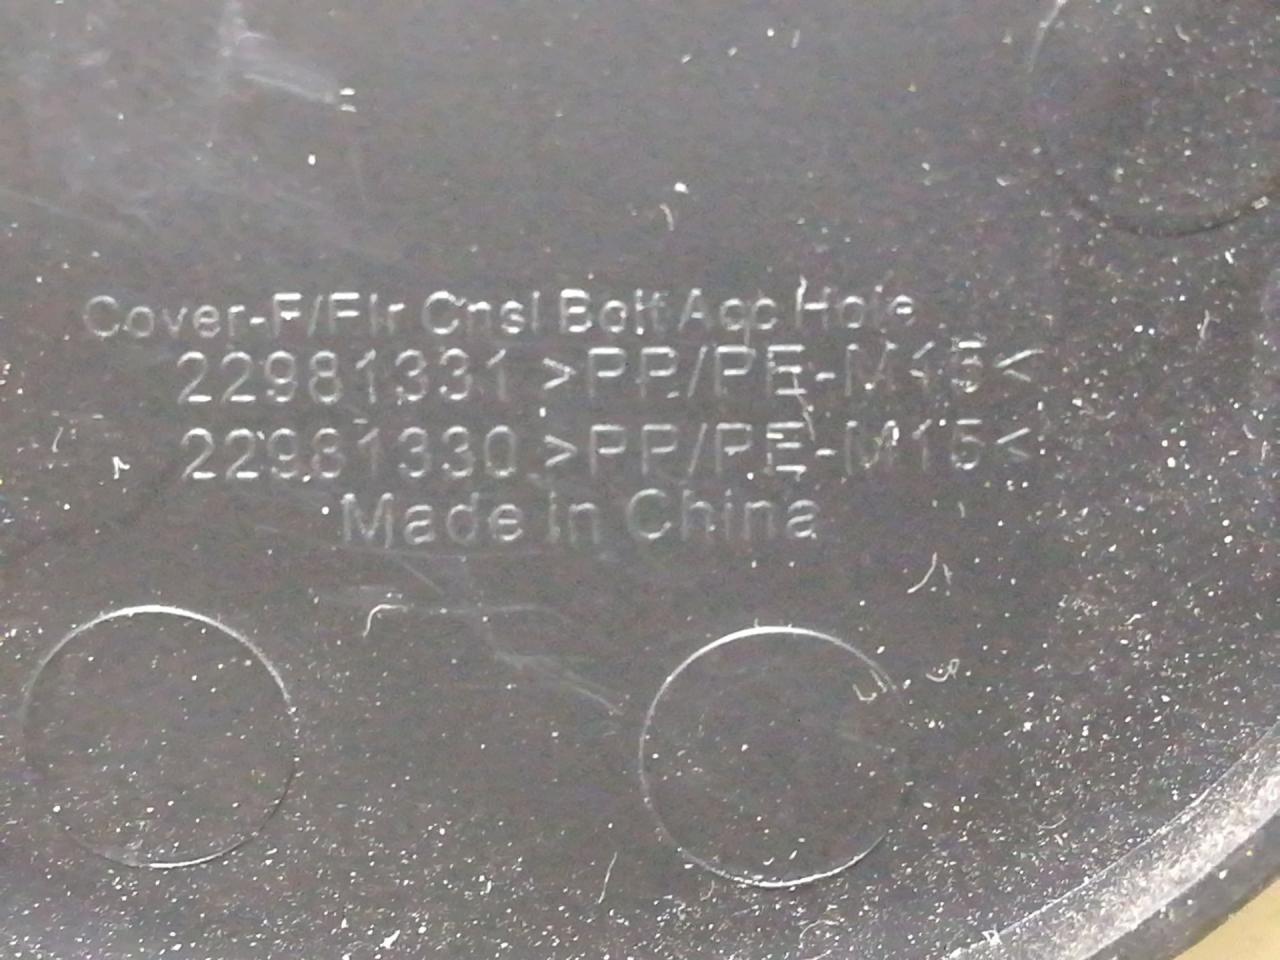 Cover-F/Flr Cnsl Bolt Acc Hole
22981331 >PP/PE-M15<
22981330 >PP/PE-M15<
Made in China